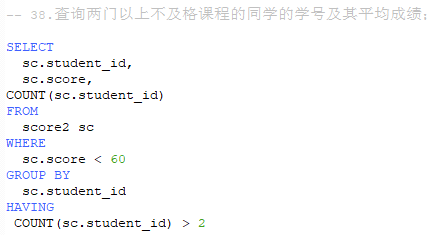 -- 38.查询两门以上不及格课程的同学的学号及其平均成绩;
SELECT
sc.student_id,
sc.score,
COUNT(sc.student_id)
FROM
score2 sc
WHERE
sc.score < 60
GROUP BY
sc.student_id
HAVING
COUNT(sc.student_id) > 2